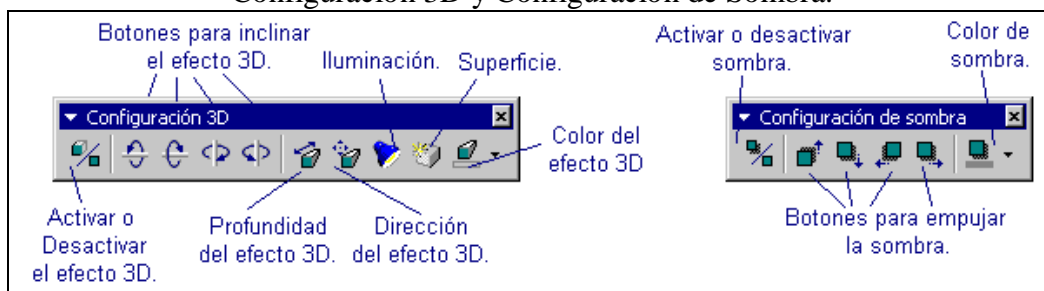 Configuración 3D y Configuración de Sombra.
Botones para inclinar
el efecto 3D.
Iluminación.
Superficie.
Activar o desactivar
sombra.
Color de
sombra.
Configuración 3D
Configuración de sombra
Color del
efecto 3D
Activar o
Desactivar
el efecto 3D.
Profundidad
del efecto 3D.
Dirección
del efecto 3D.
Botones para empujar
la sombra.